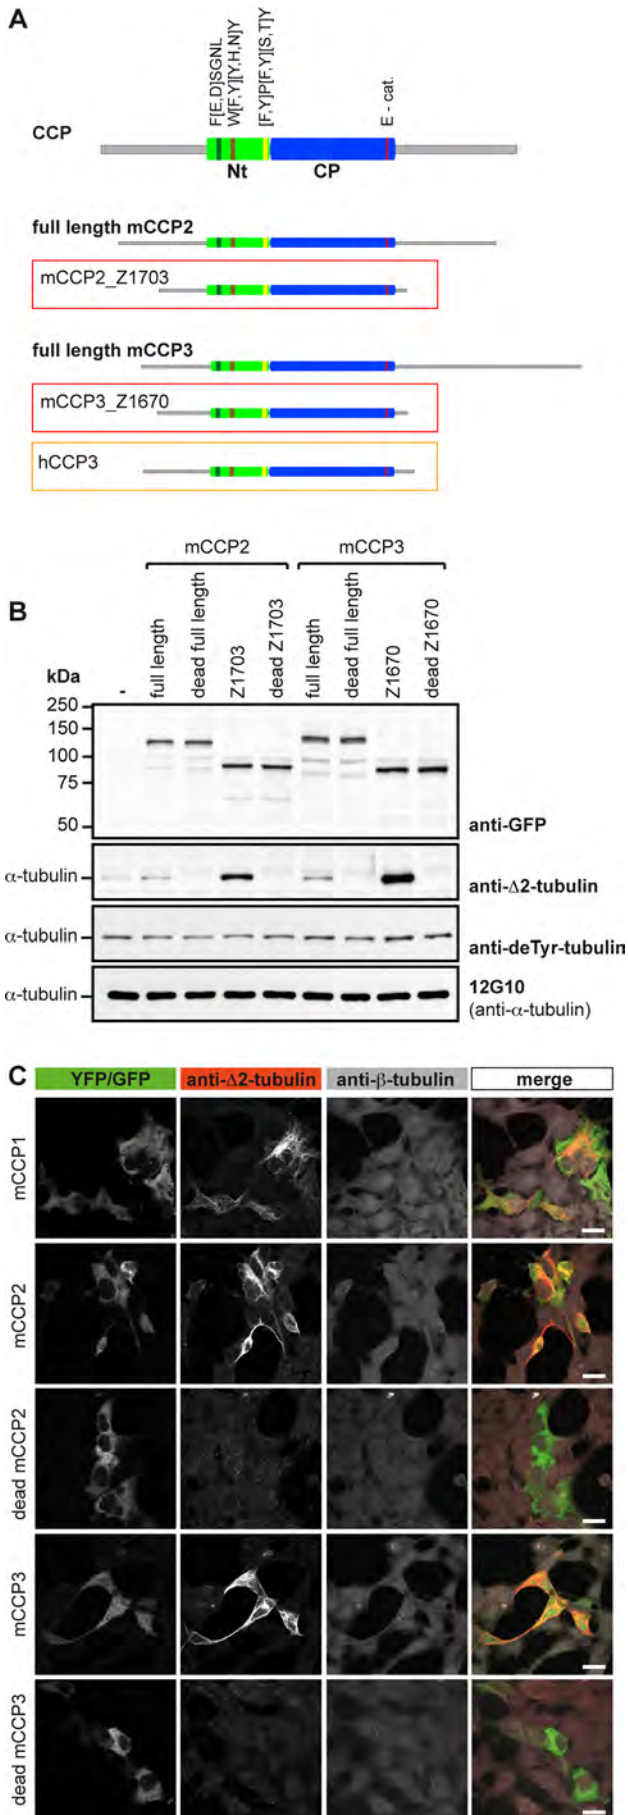 A
F[E,D]SGNL
W[F,Y][Y,H,N]Y
[F,Y]P[F,Y][S,T]Y
E - cat.
CCP
Nt
CP
full length mCCP2
mCCP2_Z1703
full length mCCP3
mCCP3_Z1670
hCCP3
B
mCCP2
mCCP3
kDa
-
full length
dead full length
Z1703
dead Z1703
full length
dead full length
Z1670
dead Z1670
250
150
100
75
50
anti-GFP
α-tubulin
anti-Δ2-tubulin
α-tubulin
anti-deTyr-tubulin
α-tubulin
12G10
(anti-α-tubulin)
C
YFP/GFP
anti-Δ2-tubulin
anti-β-tubulin
merge
mCCP1
mCCP2
dead mCCP2
mCCP3
dead mCCP3